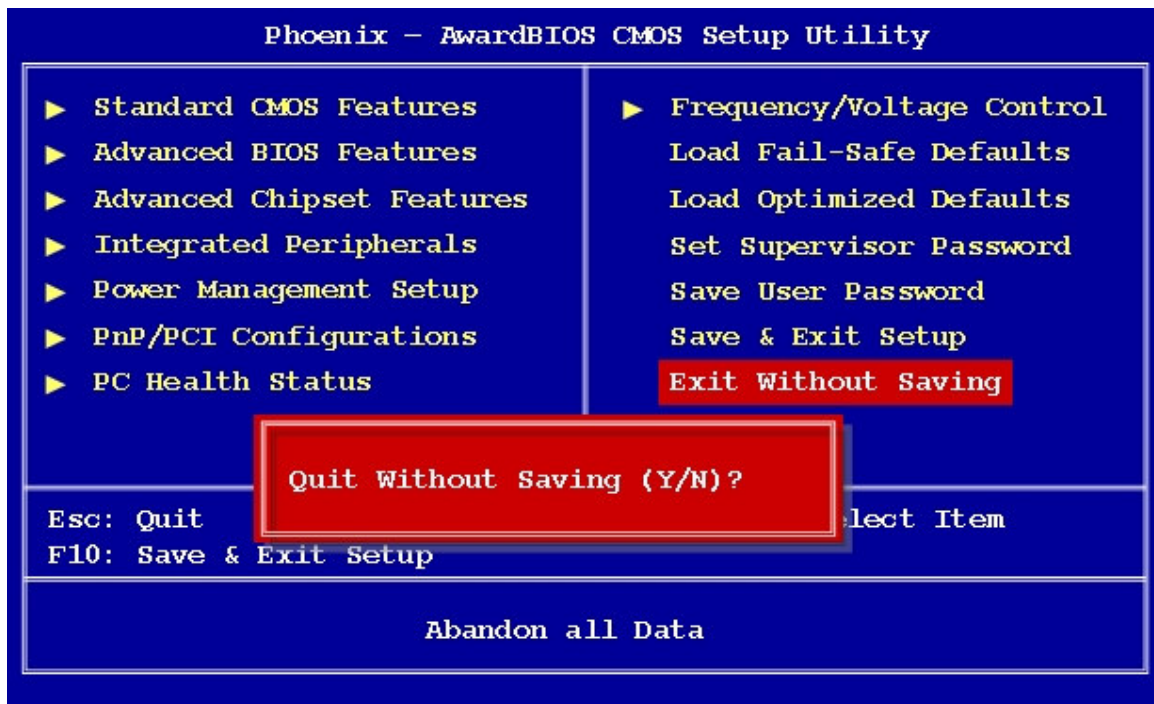 Phoenix — AwardBIOS CMOS Setup Utility
Standard CMOS Features
Advanced BIOS Features
Advanced Chipset Features
Integrated Peripherals
Power Management Setup
PnP/PCI Configurations
PC Health Status
Frequency/Voltage Control
Load Fail-Safe Defaults
Load Optimized Defaults
Set Supervisor Password
Save User Password
Save & Exit Setup
Exit Without Saving
Quit Without Saving (Y/N)?
Esc: Quit
lect Item
F10: Save & Exit Setup
Abandon all Data